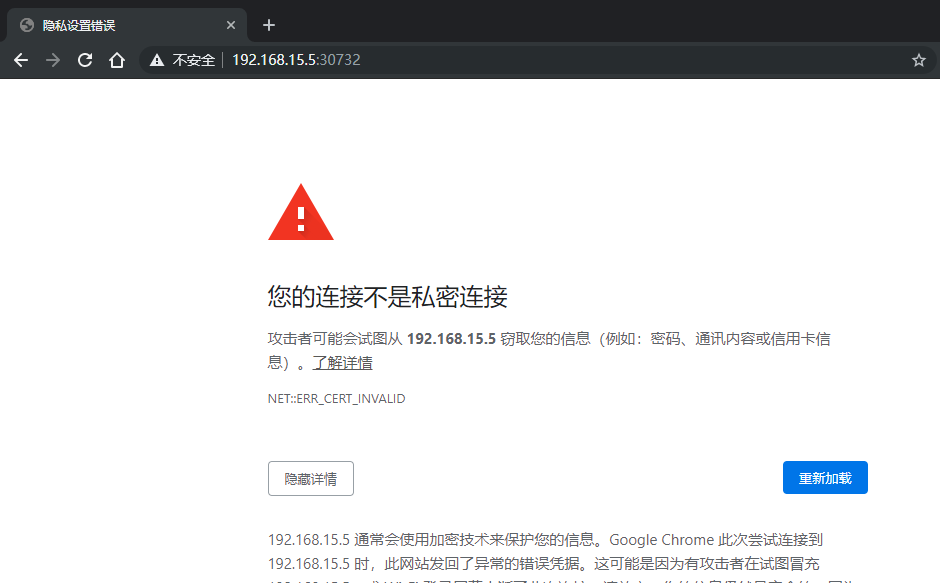 隐私设置错误
不安全 192.168.15.5:30732
您的连接不是私密连接
攻击者可能会试图从 192.168.15.5 窃取您的信息（例如：密码、通讯内容或信用卡信
息）。了解详情
NET::ERR_CERT_INVALID
隐藏详情 重新加载
192.168.15.5 通常会使用加密技术来保护您的信息。Google Chrome 此次尝试连接到
192.168.15.5 时，此网站发回了异常的错误凭据。这可能是因为有攻击者在试图冒充